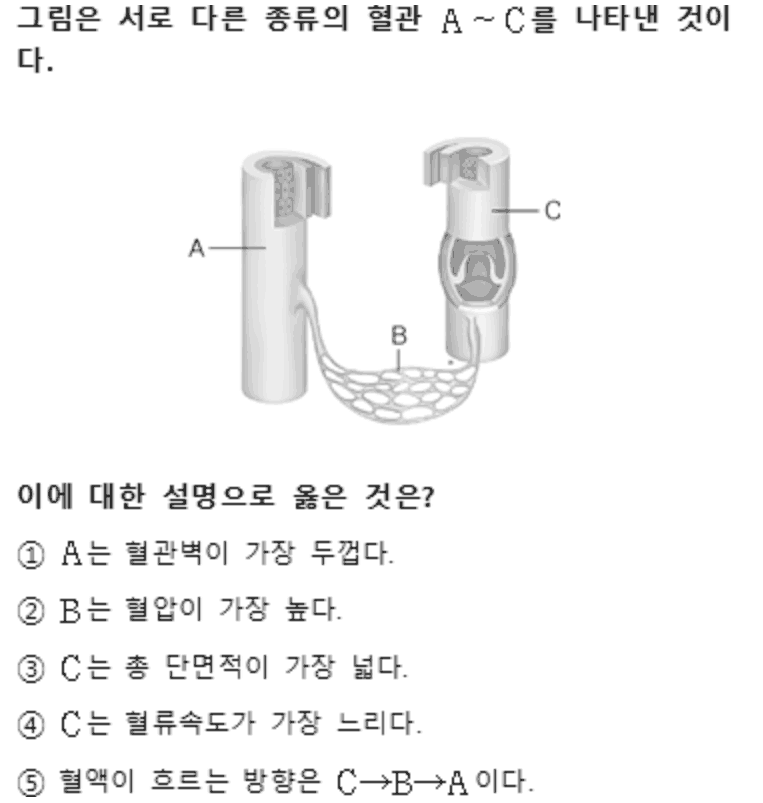 그림은 서로 다른 종류의 혈관 A ~ C를 나타낸 것이
다.
A
C
B
이에 대한 설명으로 옳은 것은?
① A는 혈관벽이 가장 두껍다.
② B는 혈압이 가장 높다.
③ C는 총 단면적이 가장 넓다.
④ C는 혈류속도가 가장 느리다.
⑤ 혈액이 흐르는 방향은 C→B→A 이다.